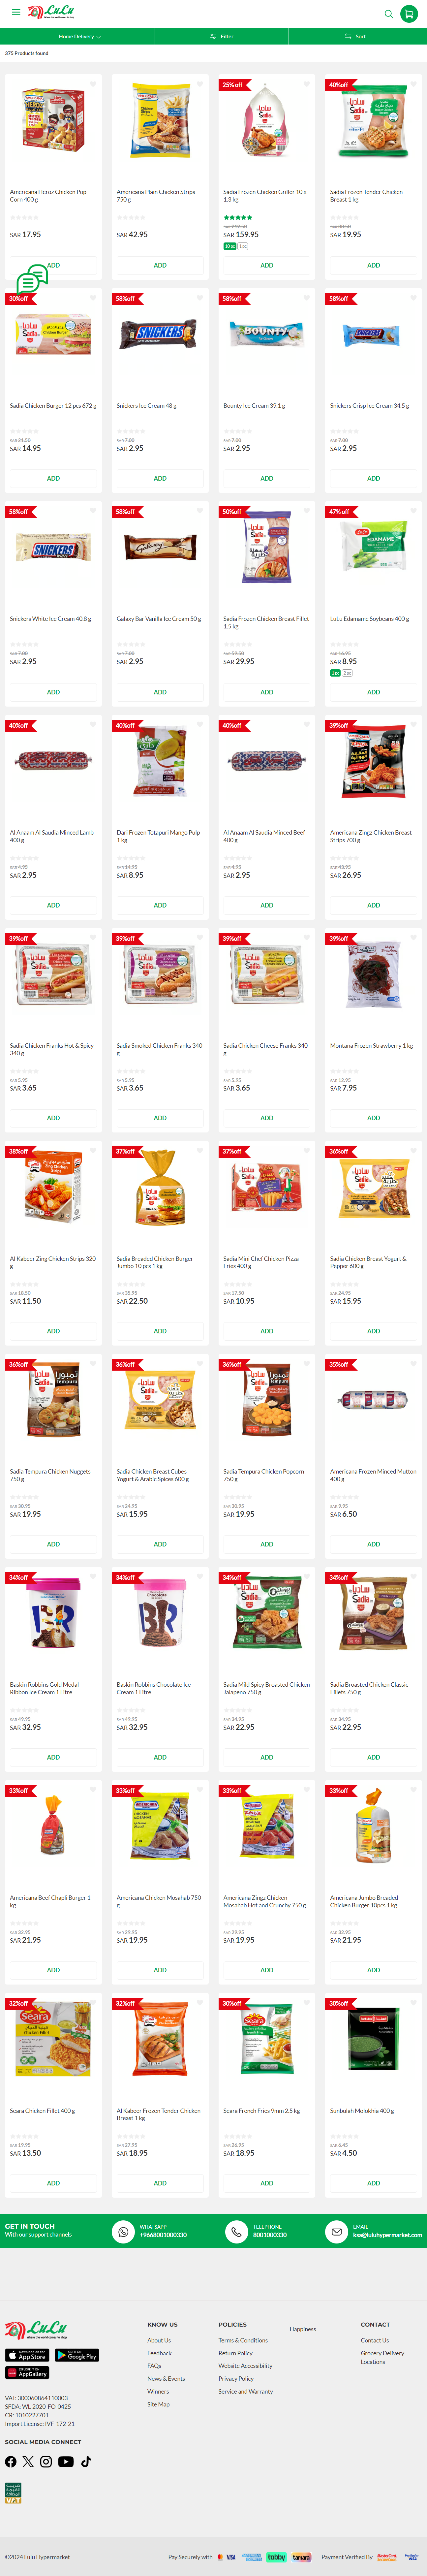 LuLu
Home Delivery
Filter
Sort
375 Products found
25% off
40%off
Americana Heroz Chicken Pop
Corn 400 g
Americana Plain Chicken Strips
750 g
Sadia Frozen Chicken Griller 10 x
1.3 kg
Sadia Frozen Tender Chicken
Breast 1 kg
SAR 212.50
SAR 33.50
SAR 17.95
SAR 42.95
SAR 159.95
SAR 19.95
10 pc
1 pc
ADD
ADD
ADD
ADD
30%off
58%off
58%off
58%off
Sadia Chicken Burger 12 pcs 672 g
Snickers Ice Cream 48 g
Bounty Ice Cream 39.1 g
Snickers Crisp Ice Cream 34.5 g
SAR 21.50
SAR 7.00
SAR 7.00
SAR 7.00
SAR 14.95
SAR 2.95
SAR 2.95
SAR 2.95
ADD
ADD
ADD
ADD
58%off
58%off
50%off
47% off
Snickers White Ice Cream 40.8 g
Galaxy Bar Vanilla Ice Cream 50 g
Sadia Frozen Chicken Breast Fillet
1.5 kg
LuLu Edamame Soybeans 400 g
SAR 7.00
SAR 7.00
SAR 59.50
SAR 16.95
SAR 2.95
SAR 2.95
SAR 29.95
SAR 8.95
1 pc
2 pc
ADD
ADD
ADD
ADD
40%off
40%off
40%off
39%off
Al Anaam Al Saudia Minced Lamb
400 g
Dari Frozen Totapuri Mango Pulp
1 kg
Al Anaam Al Saudia Minced Beef
400 g
Americana Zingz Chicken Breast
Strips 700 g
SAR 4.95
SAR 14.95
SAR 4.95
SAR 43.95
SAR 2.95
SAR 8.95
SAR 2.95
SAR 26.95
ADD
ADD
ADD
ADD
39%off
39%off
39%off
39%off
Sadia Chicken Franks Hot & Spicy
340 g
Sadia Smoked Chicken Franks 340
g
Sadia Chicken Cheese Franks 340
g
Montana Frozen Strawberry 1 kg
SAR 5.95
SAR 5.95
SAR 5.95
SAR 12.95
SAR 3.65
SAR 3.65
SAR 3.65
SAR 7.95
ADD
ADD
ADD
ADD
38%off
37%off
37%off
36%off
Al Kabeer Zing Chicken Strips 320
g
Sadia Breaded Chicken Burger
Jumbo 10 pcs 1 kg
Sadia Mini Chef Chicken Pizza
Fries 400 g
Sadia Chicken Breast Yogurt &
Pepper 600 g
SAR 18.50
SAR 35.95
SAR 17.50
SAR 24.95
SAR 11.50
SAR 22.50
SAR 10.95
SAR 15.95
ADD
ADD
ADD
ADD
36%off
36%off
36%off
35%off
Sadia Tempura Chicken Nuggets
750 g
Sadia Chicken Breast Cubes
Yogurt & Arabic Spices 600 g
Sadia Tempura Chicken Popcorn
750 g
Americana Frozen Minced Mutton
400 g
SAR 30.95
SAR 24.95
SAR 30.95
SAR 9.95
SAR 19.95
SAR 15.95
SAR 19.95
SAR 6.50
ADD
ADD
ADD
ADD
34%off
34%off
34%off
34%off
Baskin Robbins Gold Medal
Ribbon Ice Cream 1 Litre
Baskin Robbins Chocolate Ice
Cream 1 Litre
Sadia Mild Spicy Broasted Chicken
Jalapeno 750 g
Sadia Broasted Chicken Classic
Fillets 750 g
SAR 49.95
SAR 49.95
SAR 34.95
SAR 34.95
SAR 32.95
SAR 32.95
SAR 22.95
SAR 22.95
ADD
ADD
ADD
ADD
33%off
33%off
33%off
33%off
Americana Beef Chapli Burger 1
kg
Americana Chicken Mosahab 750
g
Americana Zingz Chicken
Mosahab Hot and Crunchy 750 g
Americana Jumbo Breaded
Chicken Burger 10pcs 1 kg
SAR 32.95
SAR 29.95
SAR 29.95
SAR 32.95
SAR 21.95
SAR 19.95
SAR 19.95
SAR 21.95
ADD
ADD
ADD
ADD
32%off
32%off
30%off
30%off
Seara Chicken Fillet 400 g
Al Kabeer Frozen Tender Chicken
Breast 1 kg
Seara French Fries 9mm 2.5 kg
Sunbulah Molokhia 400 g
SAR 19.95
SAR 27.95
SAR 26.95
SAR 6.45
SAR 13.50
SAR 18.95
SAR 18.95
SAR 4.50
ADD
ADD
ADD
ADD
GET IN TOUCH
With our support channels
WHATSAPP
+9668001000330
TELEPHONE
8001000330
EMAIL
ksa@luluhypermarket.com
LuLu
App Store
Google Play
AppGallery
VAT: 300060864110003
SFDA: WL-2020-FO-0425
CR: 1010227701
Import License: IVF-172-21
SOCIAL MEDIA CONNECT
KNOW US
About Us
Feedback
FAQs
News & Events
Winners
Site Map
POLICIES
Terms & Conditions
Return Policy
Website Accessibility
Privacy Policy
Service and Warranty
Happiness
CONTACT
Contact Us
Grocery Delivery
Locations
©2024 Lulu Hypermarket
Pay Securely with
VISA
tabby
tamara
Payment Verified By